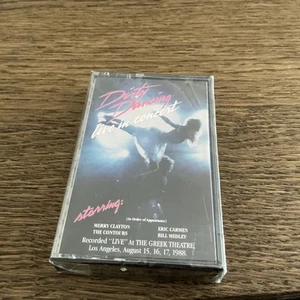 Dirty
Dancing
live in concert
starring:
(In Order of Appearance)
MERRY CLAYTON
THE CONTOURS
ERIC CARMEN
BILL MEDLEY
Recorded "LIVE" At THE GREEK THEATRE
Los Angeles, August 15, 16, 17, 1988.